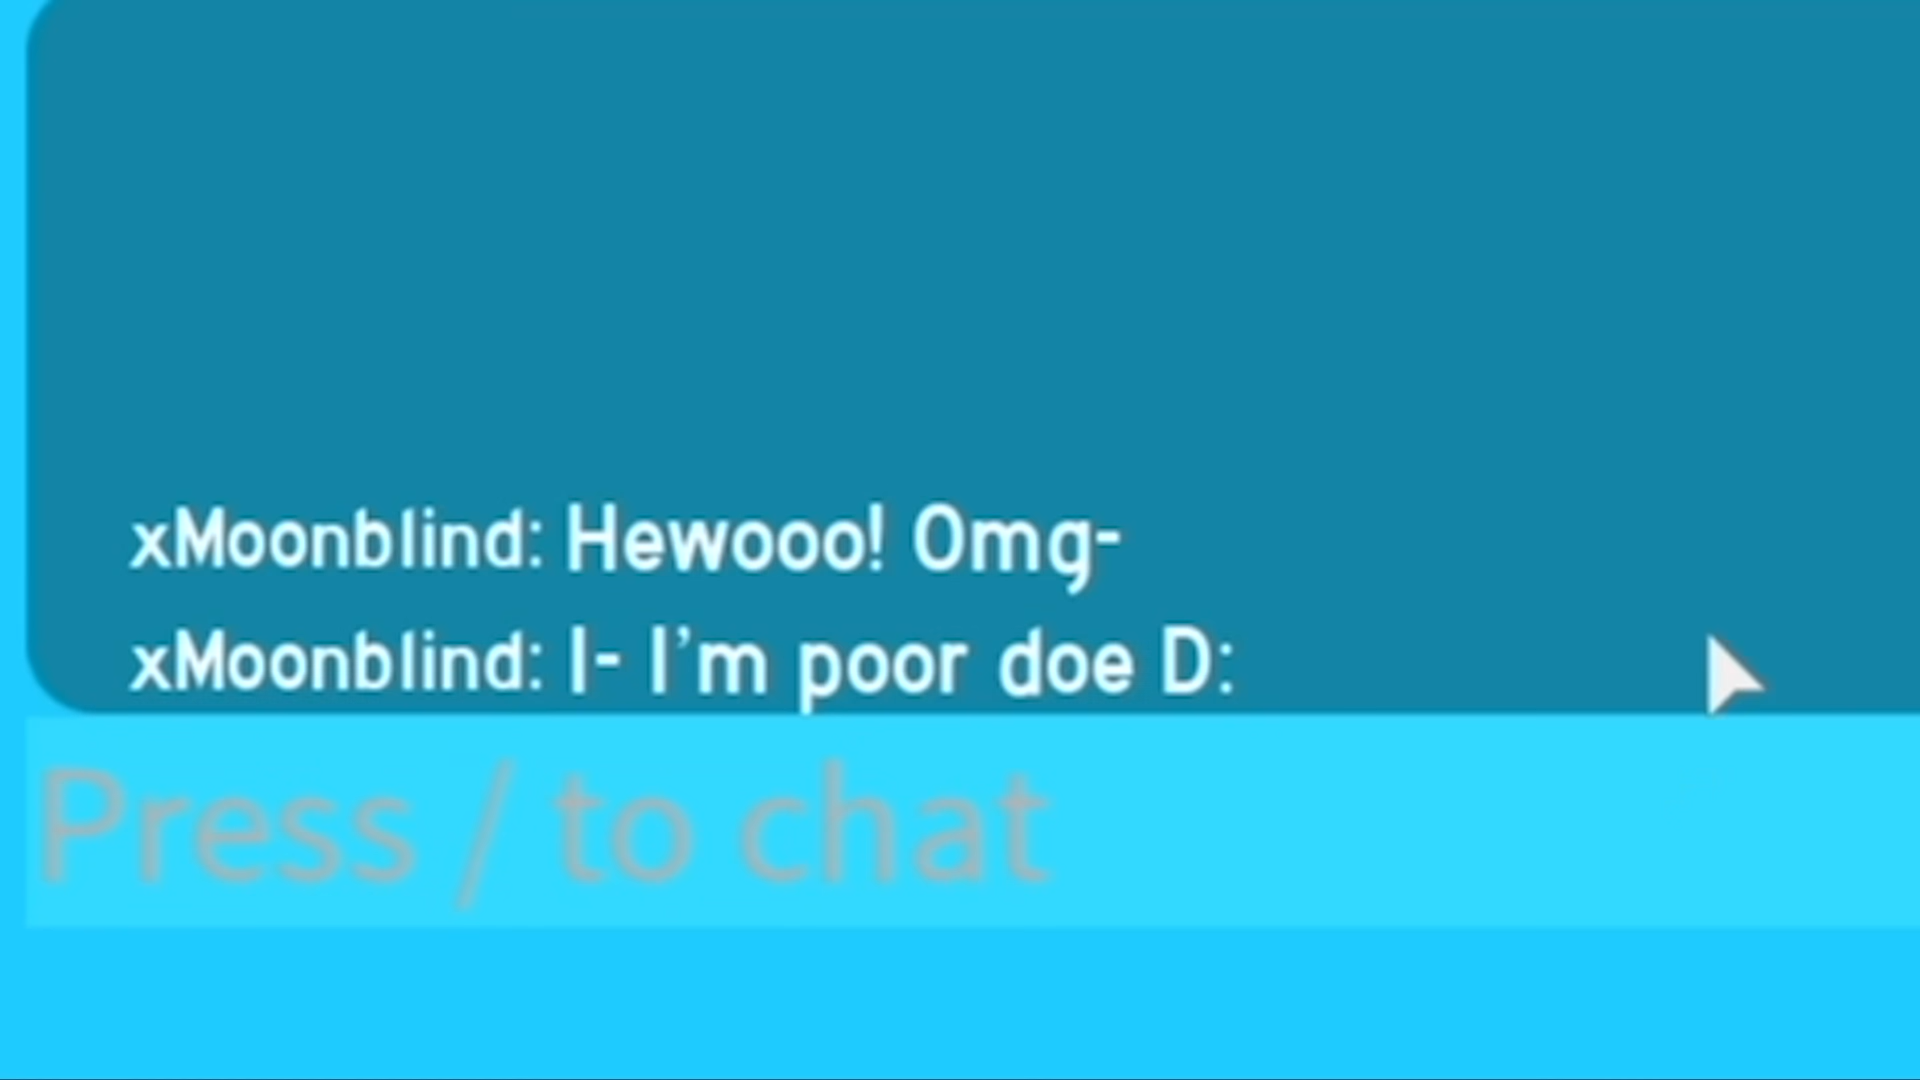 xMoonblind: Hewooo! Omg-
xMoonblind: I- I'm poor doe D:
Press / to chat